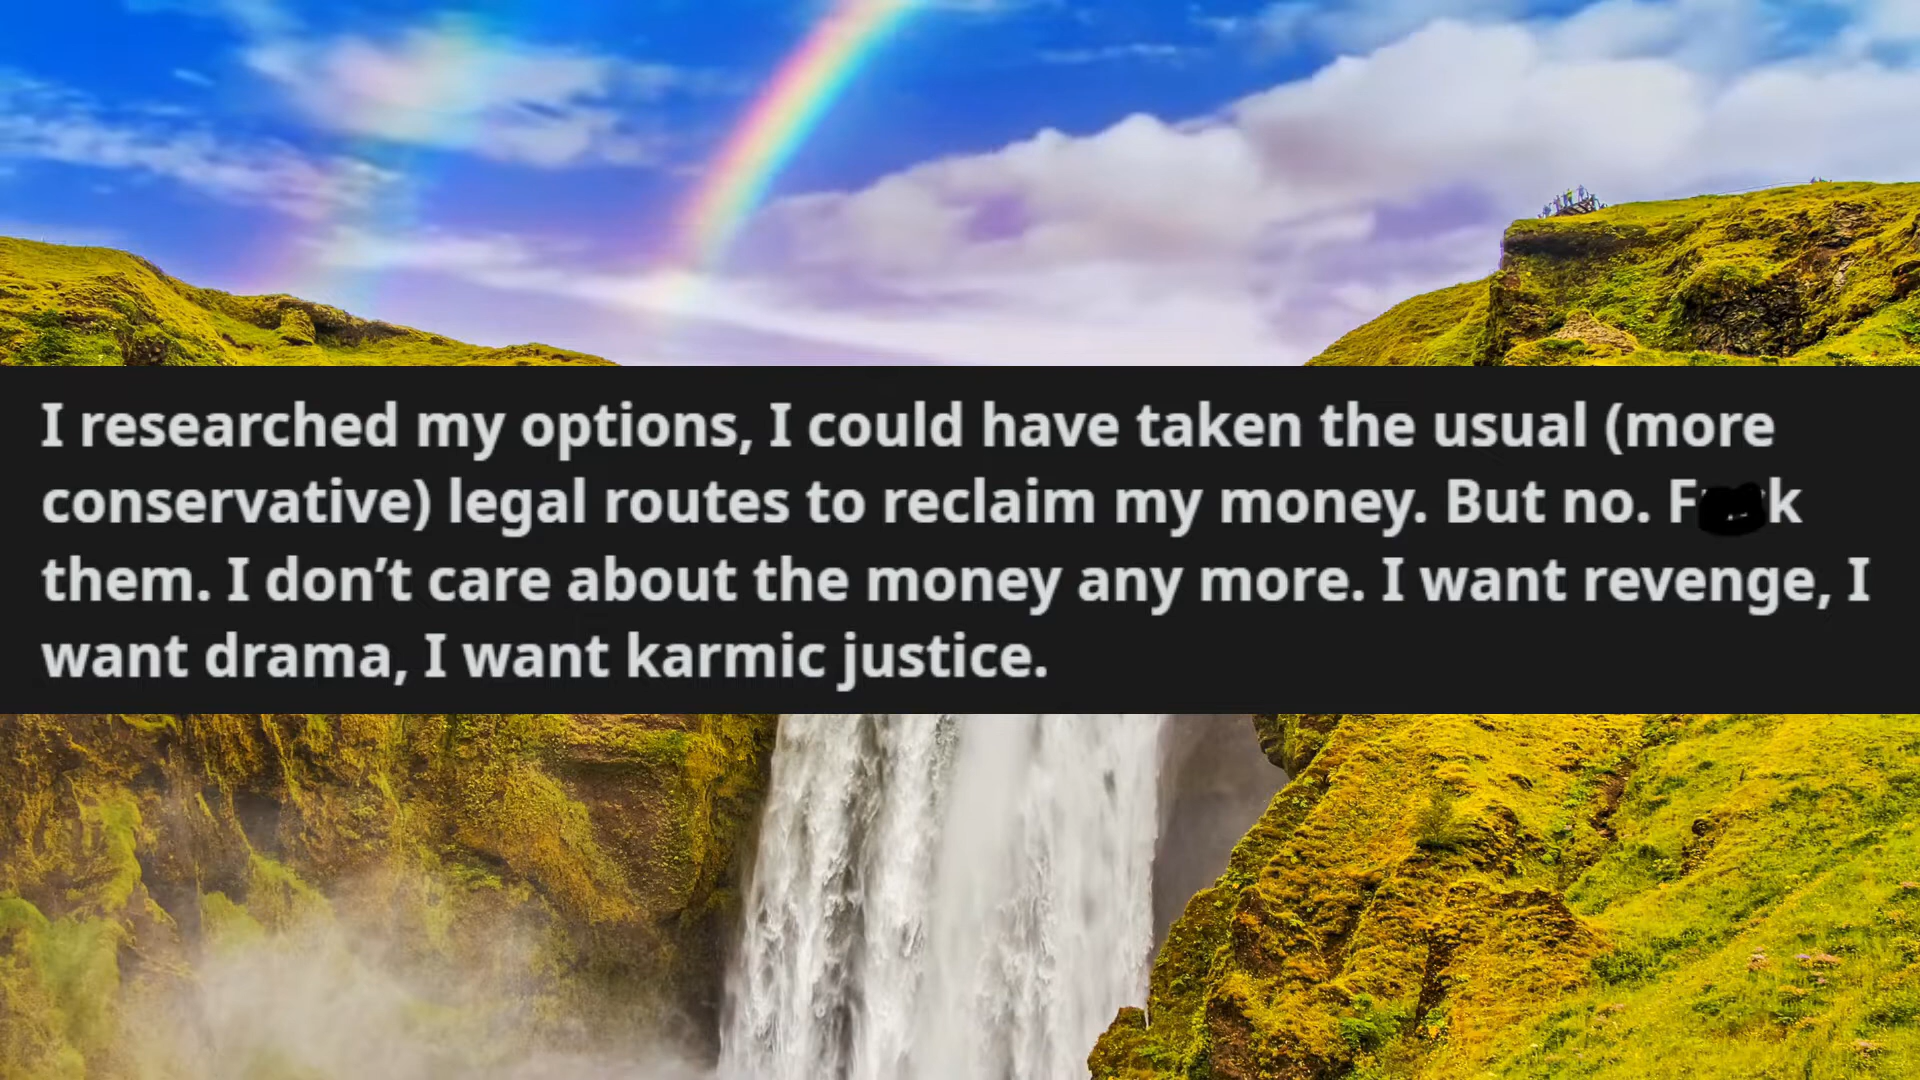 I researched my options, I could have taken the usual (more
conservative) legal routes to reclaim my money. But no.
them. I don’t care about the money any more. I want revenge, I
want drama, I want karmic justice.